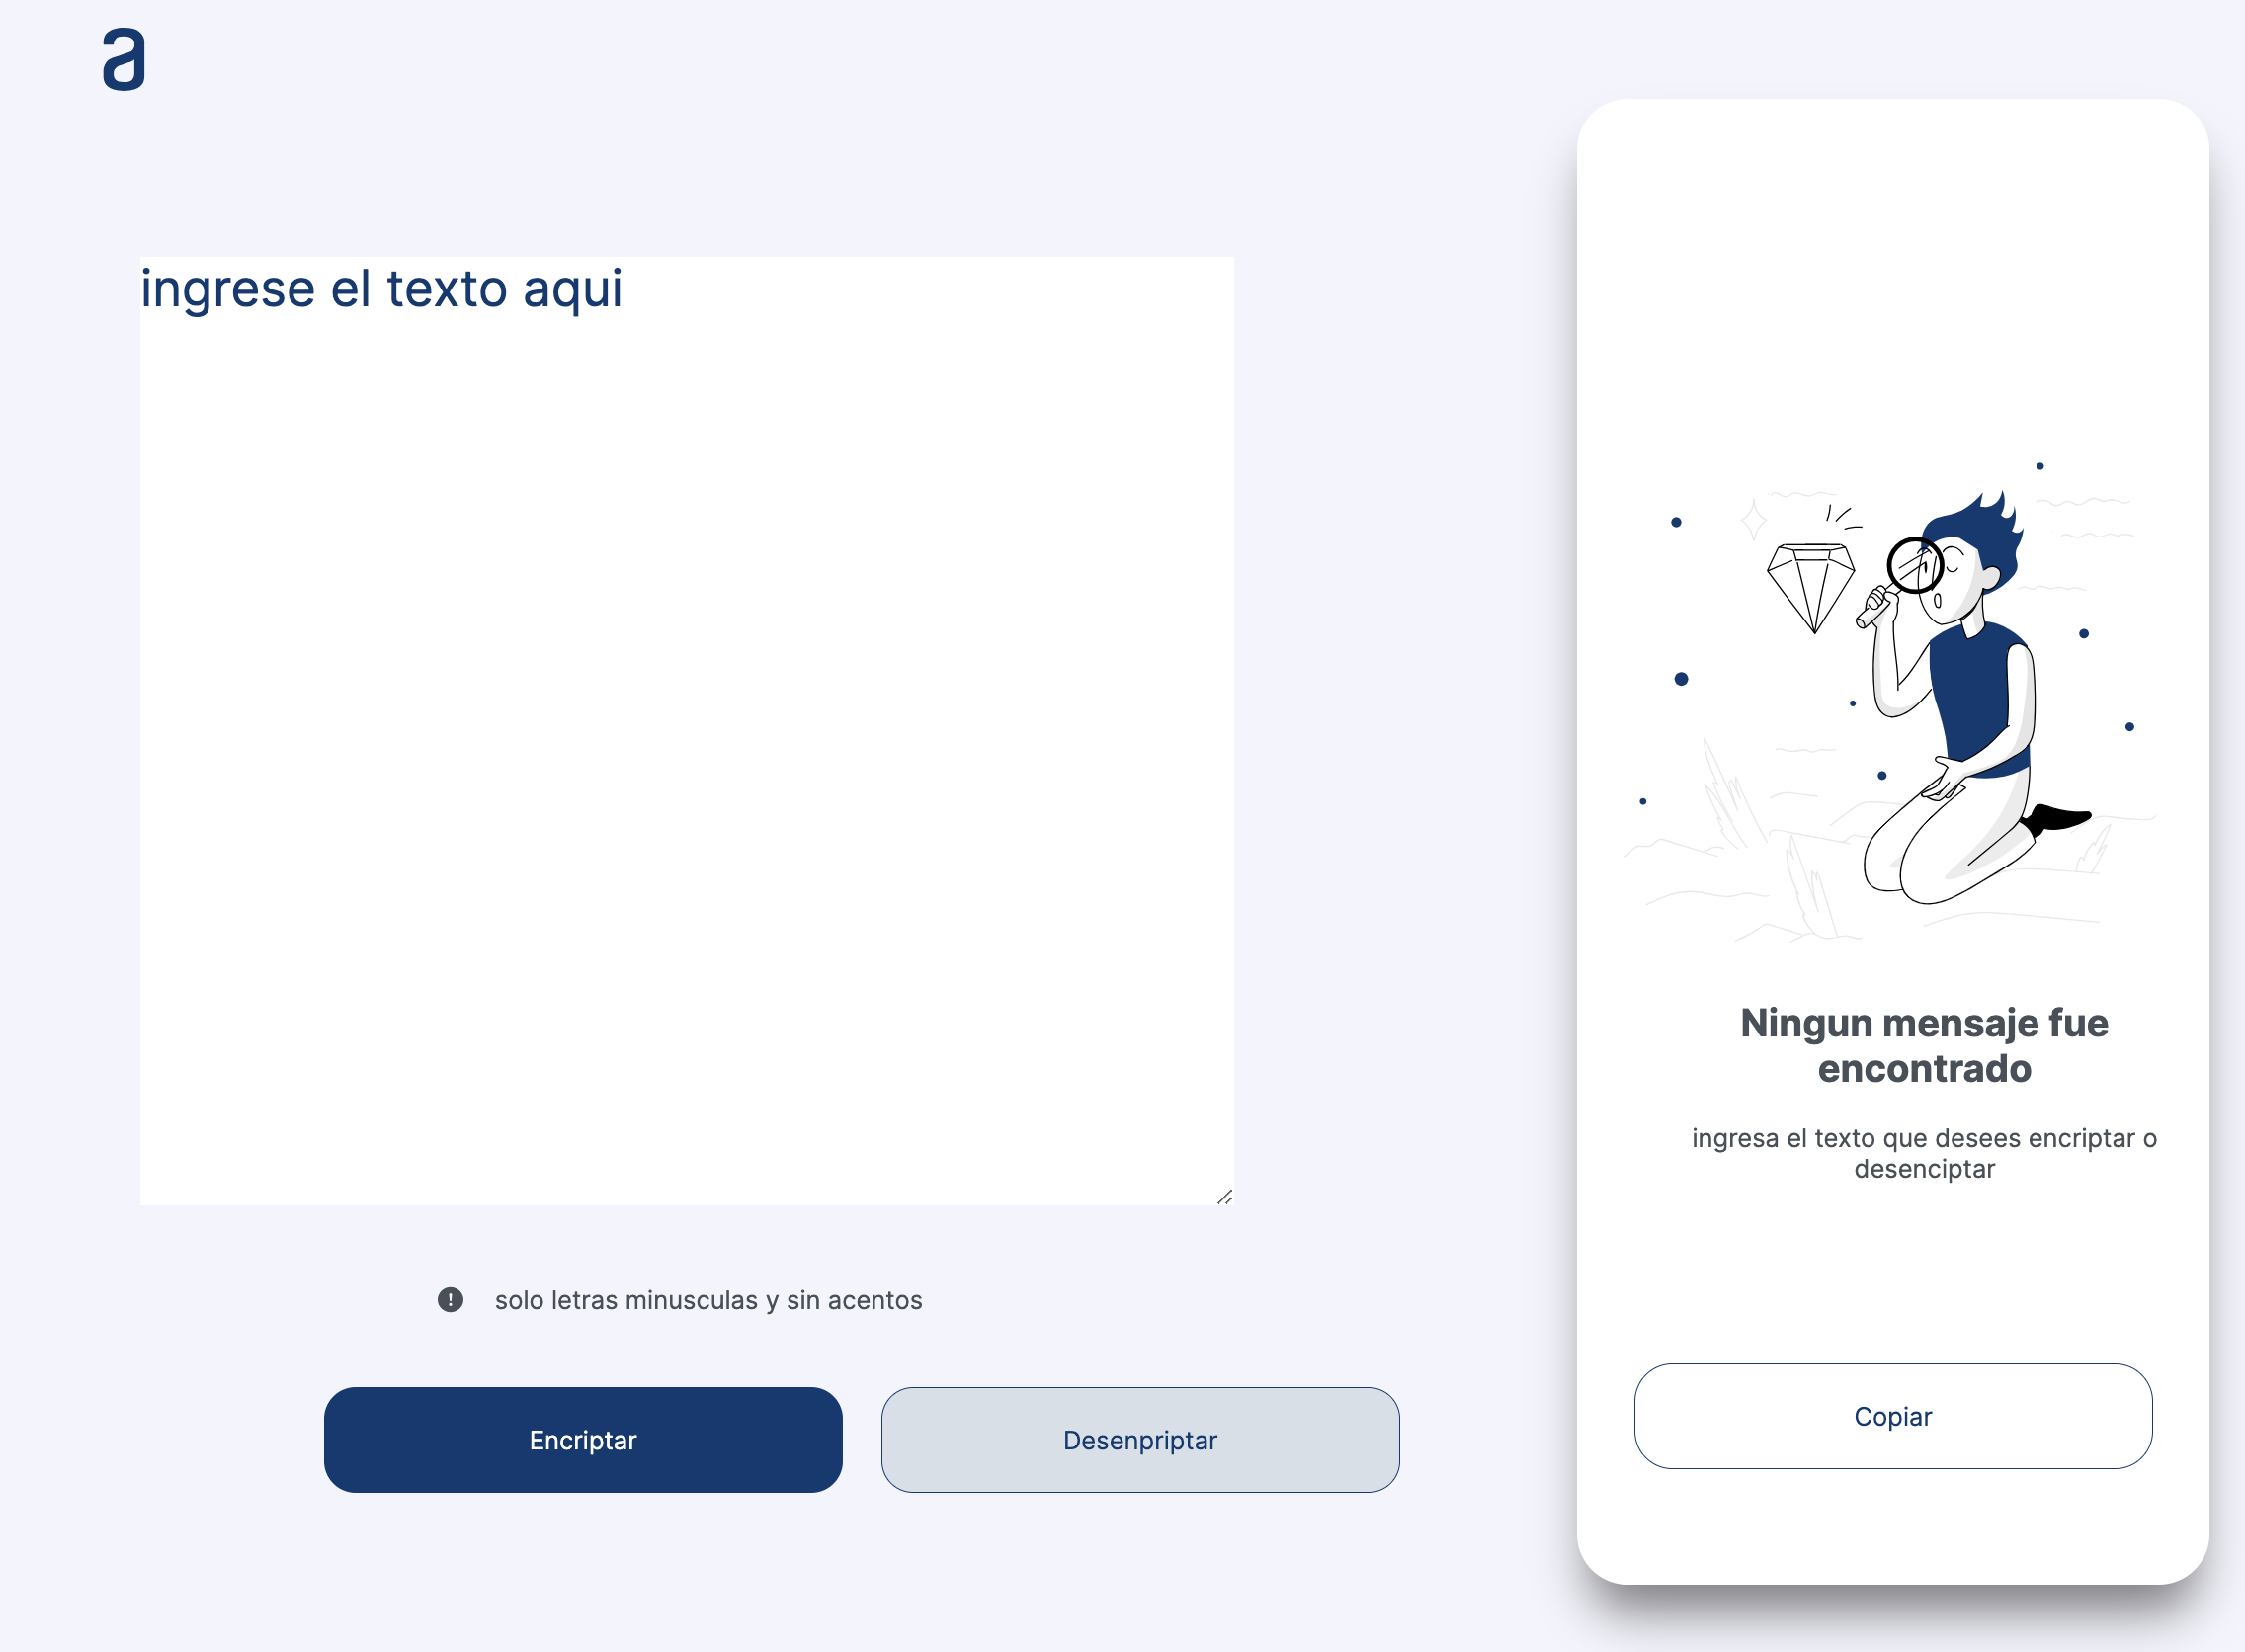 a
ingrese el texto aqui
solo letras minusculas y sin acentos
Encriptar
Desenpriptar
Ningun mensaje fue
encontrado
ingresa el texto que desees encriptar o
desenciptar
Copiar